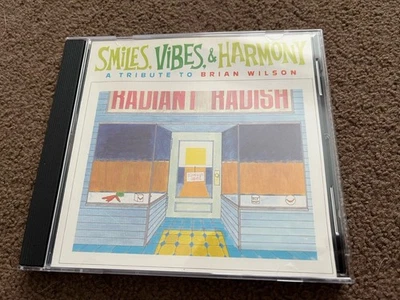 SMILES, VIBES, & HARMONY
A TRIBUTE TO BRIAN WILSON
RADIANT RADISH